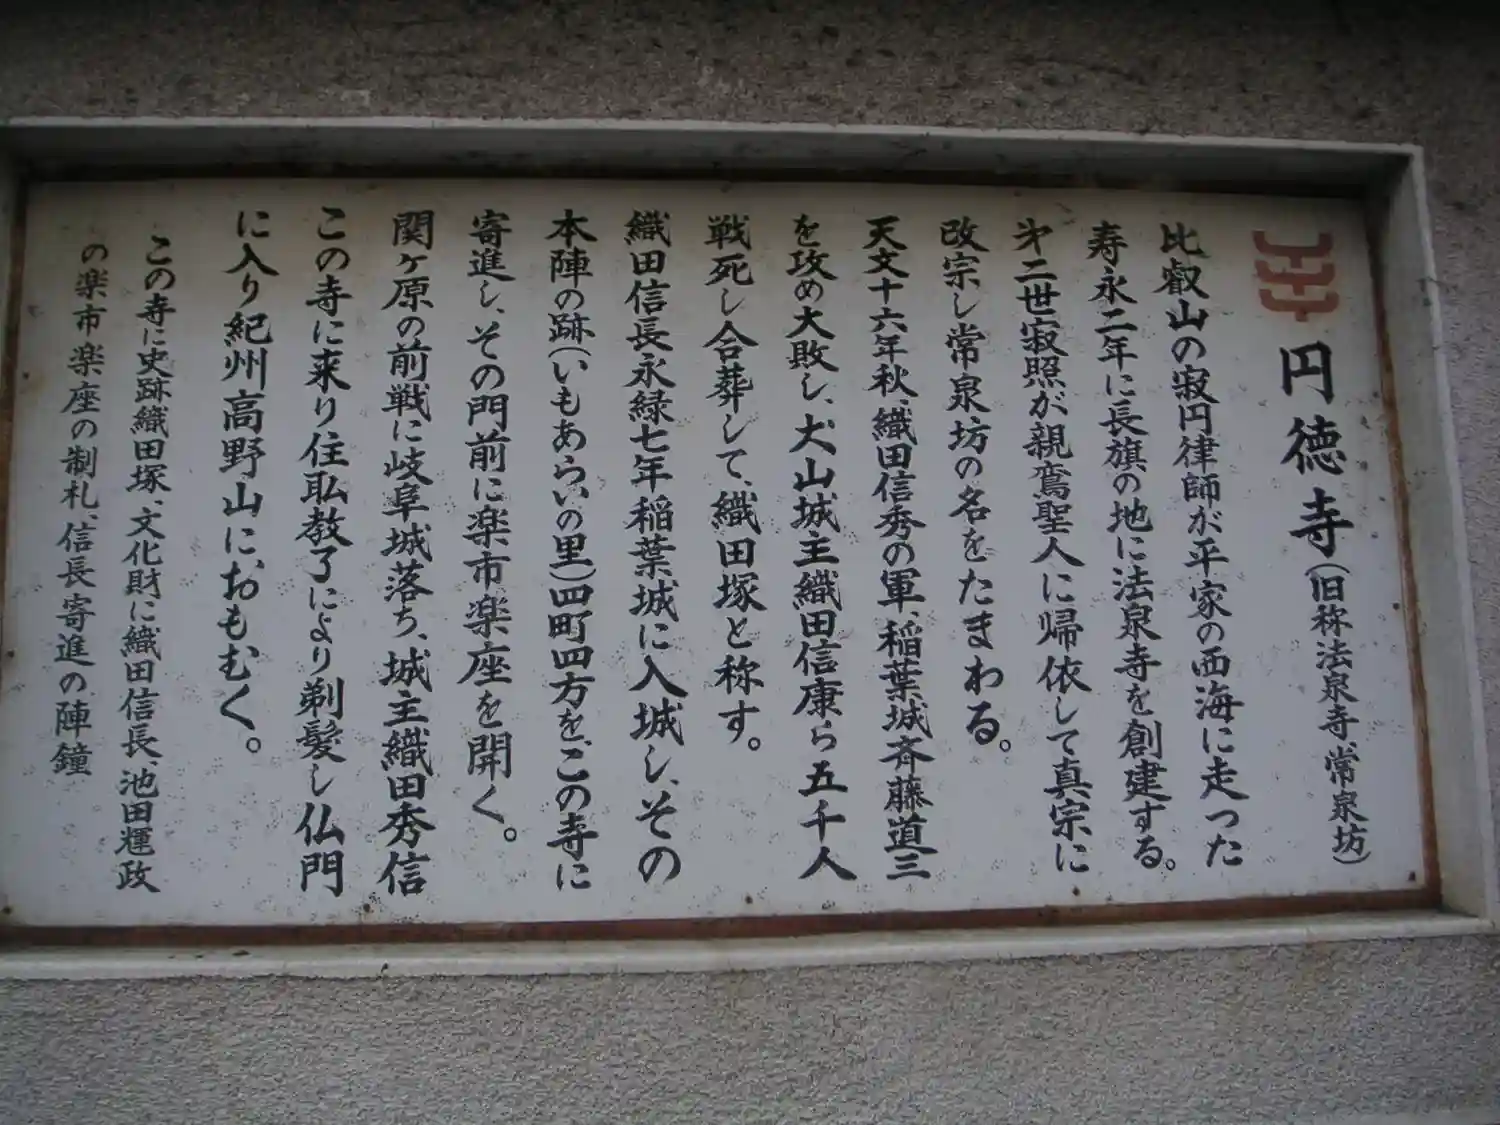 円徳寺(旧称法泉寺常泉坊)
比叡山の寂円律師が平家の西海に走った
寿永二年に長旗の地に法泉寺を創建する。
㐧二世寂照が親鸞聖人に帰依して真宗に
改宗し常泉坊の名をたまわる。
天文十六年秋、織田信秀の軍、稲葉城斉藤道三
を攻め大敗し、犬山城主織田信康ら五千人
戦死し合葬して、織田塚と称す。
織田信長永緑七年稲葉城に入城し、その
本陣の跡(いもあらいの里)四町四方を、この寺に
寄進し、その門前に楽市楽座を開く。
関ヶ原の前戦に岐阜城落ち、城主織田秀信
この寺に来り住耺教了により剃髪し仏門
に入り紀州高野山に、おもむく。
この寺に史跡織田塚、文化財に織田信長、池田輝政
の楽市楽座の制札、信長寄進の陣鐘